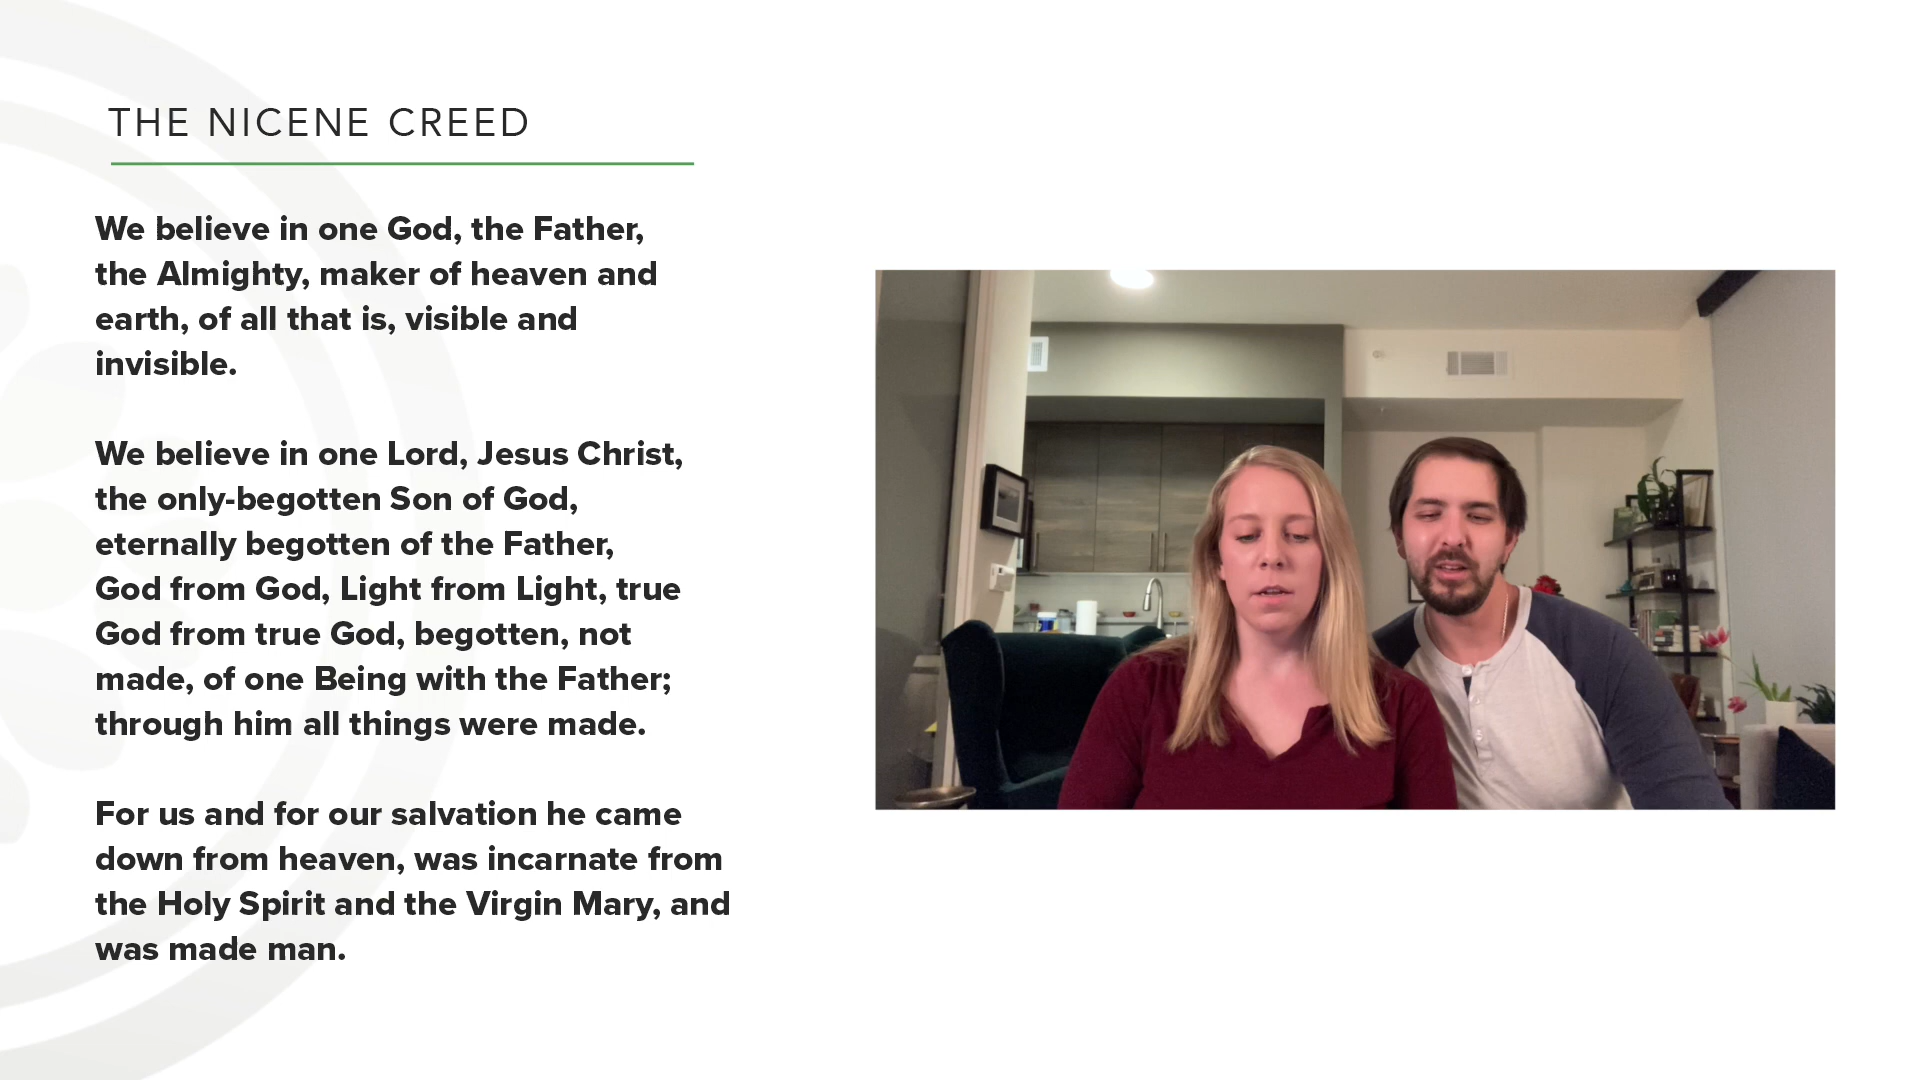 THE NICENE CREED
We believe in one God, the Father,
the Almighty, maker of heaven and
earth, of all that is, visible and
invisible.
We believe in one Lord, Jesus Christ,
the only-begotten Son of God,
eternally begotten of the Father,
God from God, Light from Light, true
God from true God, begotten, not
made, of one Being with the Father;
through him all things were made.
For us and for our salvation he came
down from heaven, was incarnate from
the Holy Spirit and the Virgin Mary, and
was made man.